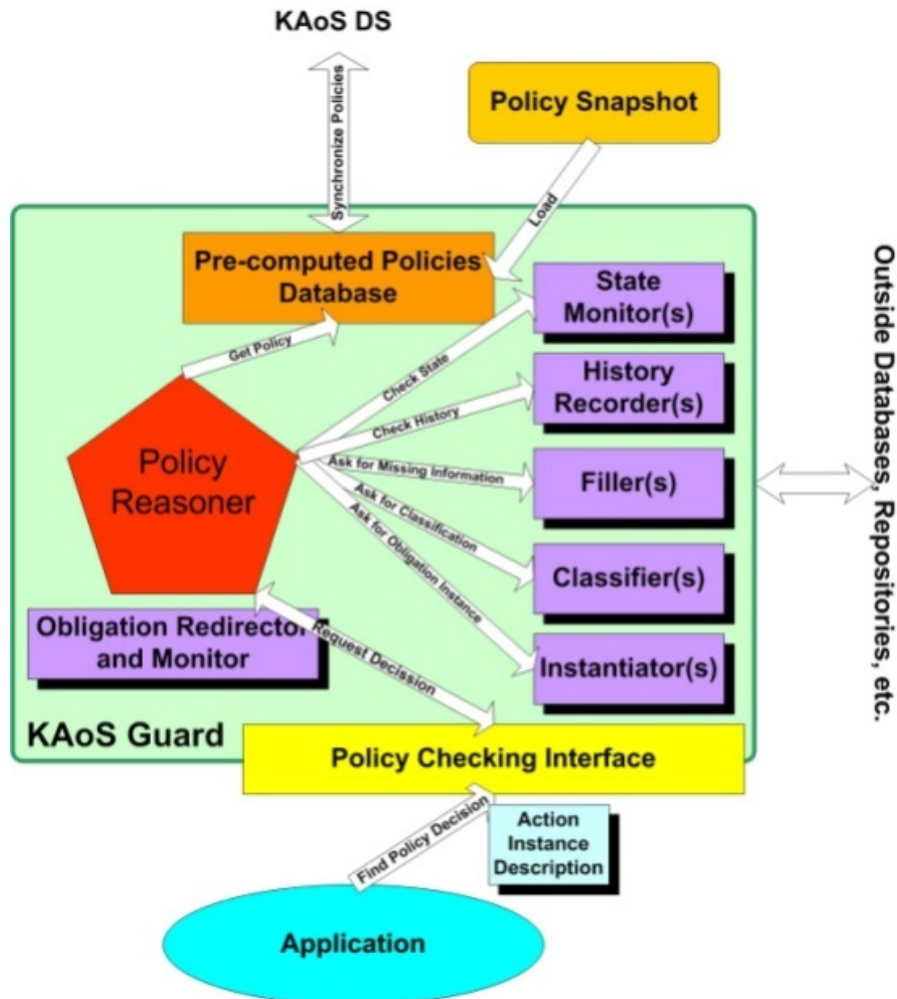 KAoS DS
Synchronize Policies
Policy Snapshot
Load
Pre-computed Policies
Database
Get Policy
State
Monitor(s)
Check State
History
Recorder(s)
Check History
Policy
Reasoner
Ask for Missing Information
Filler(s)
Ask for Classification
Classifier(s)
Ask for Obligation Instance
Instantiator(s)
Outside Databases, Repositories, etc.
Obligation Redirector
and Monitor
Request Decission
KAoS Guard
Policy Checking Interface
Find Policy Decision
Action
Instance
Description
Application